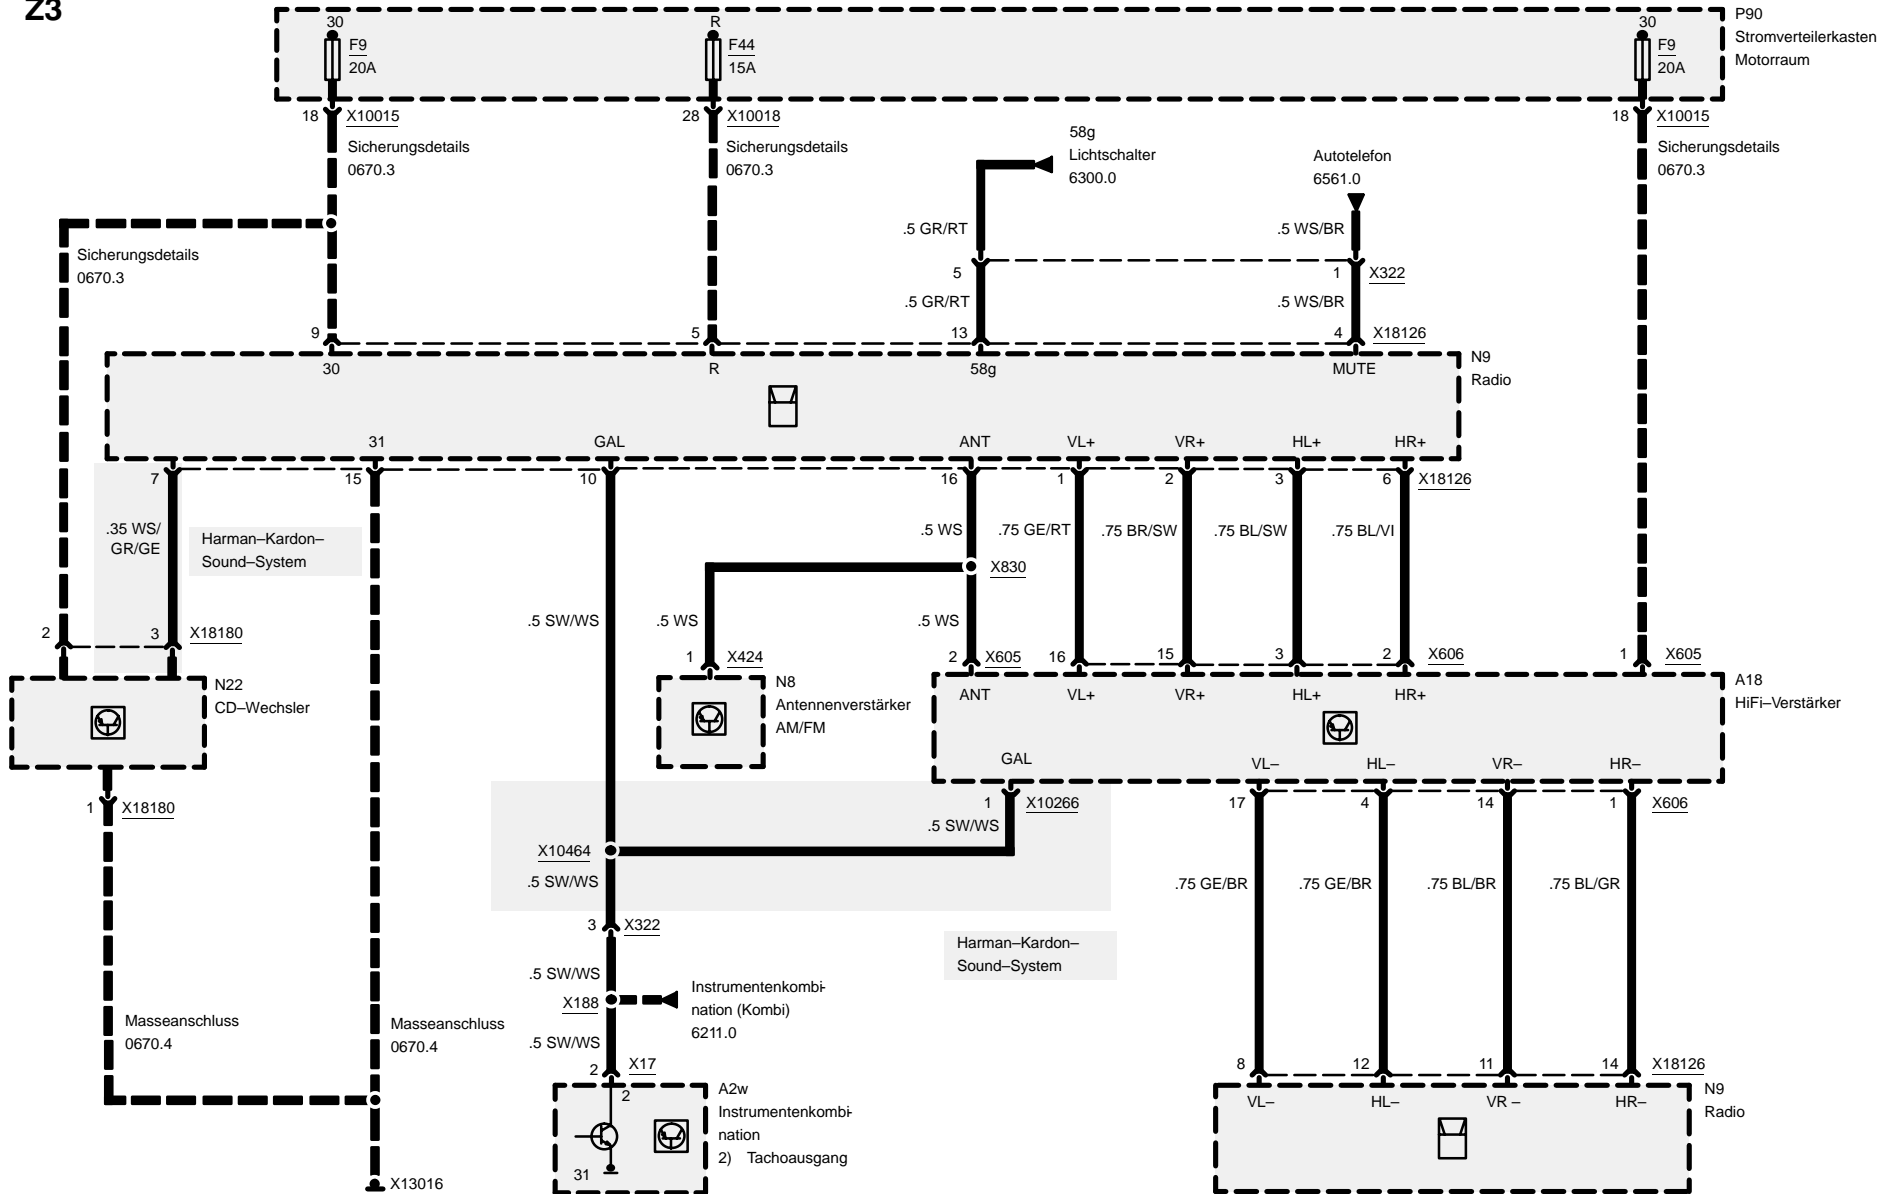 Z3
30
F9
20A
R
F44
15A
30
F9
20A
P90
Stromverteilerkasten
Motorraum
18
X10015
Sicherungsdetails
0670.3
28
X10018
Sicherungsdetails
0670.3
58g
Lichtschalter
6300.0
Autotelefon
6561.0
18
X10015
Sicherungsdetails
0670.3
Sicherungsdetails
0670.3
.5 GR/RT
.5 WS/BR
5
1
X322
.5 GR/RT
.5 WS/BR
9
5
13
4
X18126
30
R
58g
MUTE
N9
Radio
31
GAL
ANT
VL+
VR+
HL+
HR+
7
15
10
16
1
2
3
6
X18126
.35 WS/
GR/GE
Harman–Kardon–
Sound–System
.5 WS
.75 GE/RT
.75 BR/SW
.75 BL/SW
.75 BL/VI
X830
.5 SW/WS
.5 WS
.5 WS
2
3
X18180
1
X424
2
X605
16
15
3
2
X606
1
X605
N22
CD–Wechsler
N8
Antennenverstärker
AM/FM
ANT
VL+
VR+
HL+
HR+
A18
HiFi–Verstärker
GAL
VL–
HL–
VR–
HR–
1
X18180
1
X10266
17
4
14
1
X606
.5 SW/WS
X10464
.5 SW/WS
.75 GE/BR
.75 GE/BR
.75 BL/BR
.75 BL/GR
3
X322
Harman–Kardon–
Sound–System
.5 SW/WS
X188
Instrumentenkombi-
nation (Kombi)
6211.0
Masseanschluss
0670.4
Masseanschluss
0670.4
.5 SW/WS
2
X17
8
12
11
14
X18126
2
31
A2w
Instrumentenkombi-
nation
2) Tachoausgang
VL–
HL–
VR –
HR–
N9
Radio
X13016